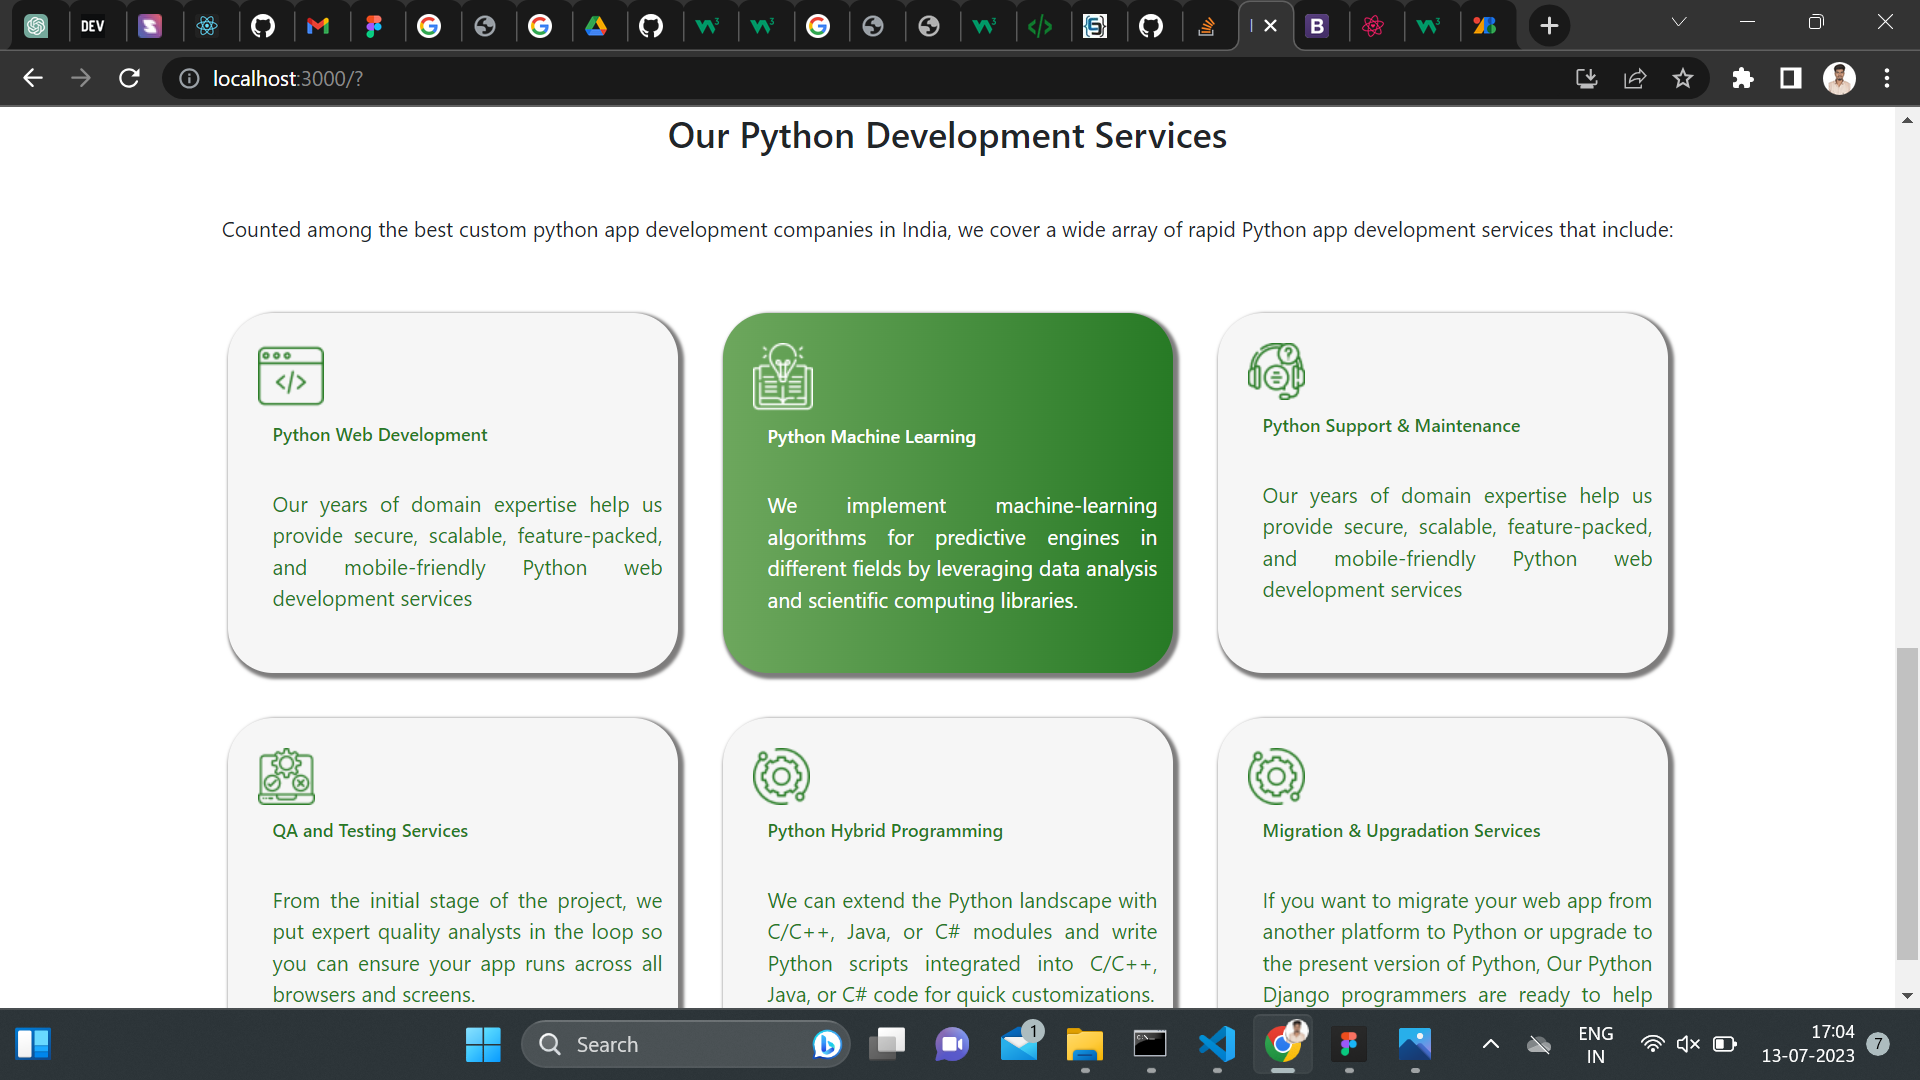 DEV
localhost:3000/?
Our Python Development Services
Counted among the best custom python app development companies in India, we cover a wide array of rapid Python app development services that include:
Python Web Development
Our years of domain expertise help us
provide secure, scalable, feature-packed,
and mobile-friendly Python web
development services
Python Machine Learning
We implement machine-learning
algorithms for predictive engines in
different fields by leveraging data analysis
and scientific computing libraries.
Python Support & Maintenance
Our years of domain expertise help us
provide secure, scalable, feature-packed,
and mobile-friendly Python web
development services
QA and Testing Services
From the initial stage of the project, we
put expert quality analysts in the loop so
you can ensure your app runs across all
browsers and screens.
Python Hybrid Programming
We can extend the Python landscape with
C/C++, Java, or C# modules and write
Python scripts integrated into C/C++,
Java, or C# code for quick customizations.
Migration & Upgradation Services
If you want to migrate your web app from
another platform to Python or upgrade to
the present version of Python, Our Python
Django programmers are ready to help
Search
1
ENG
IN
17:04
13-07-2023
7